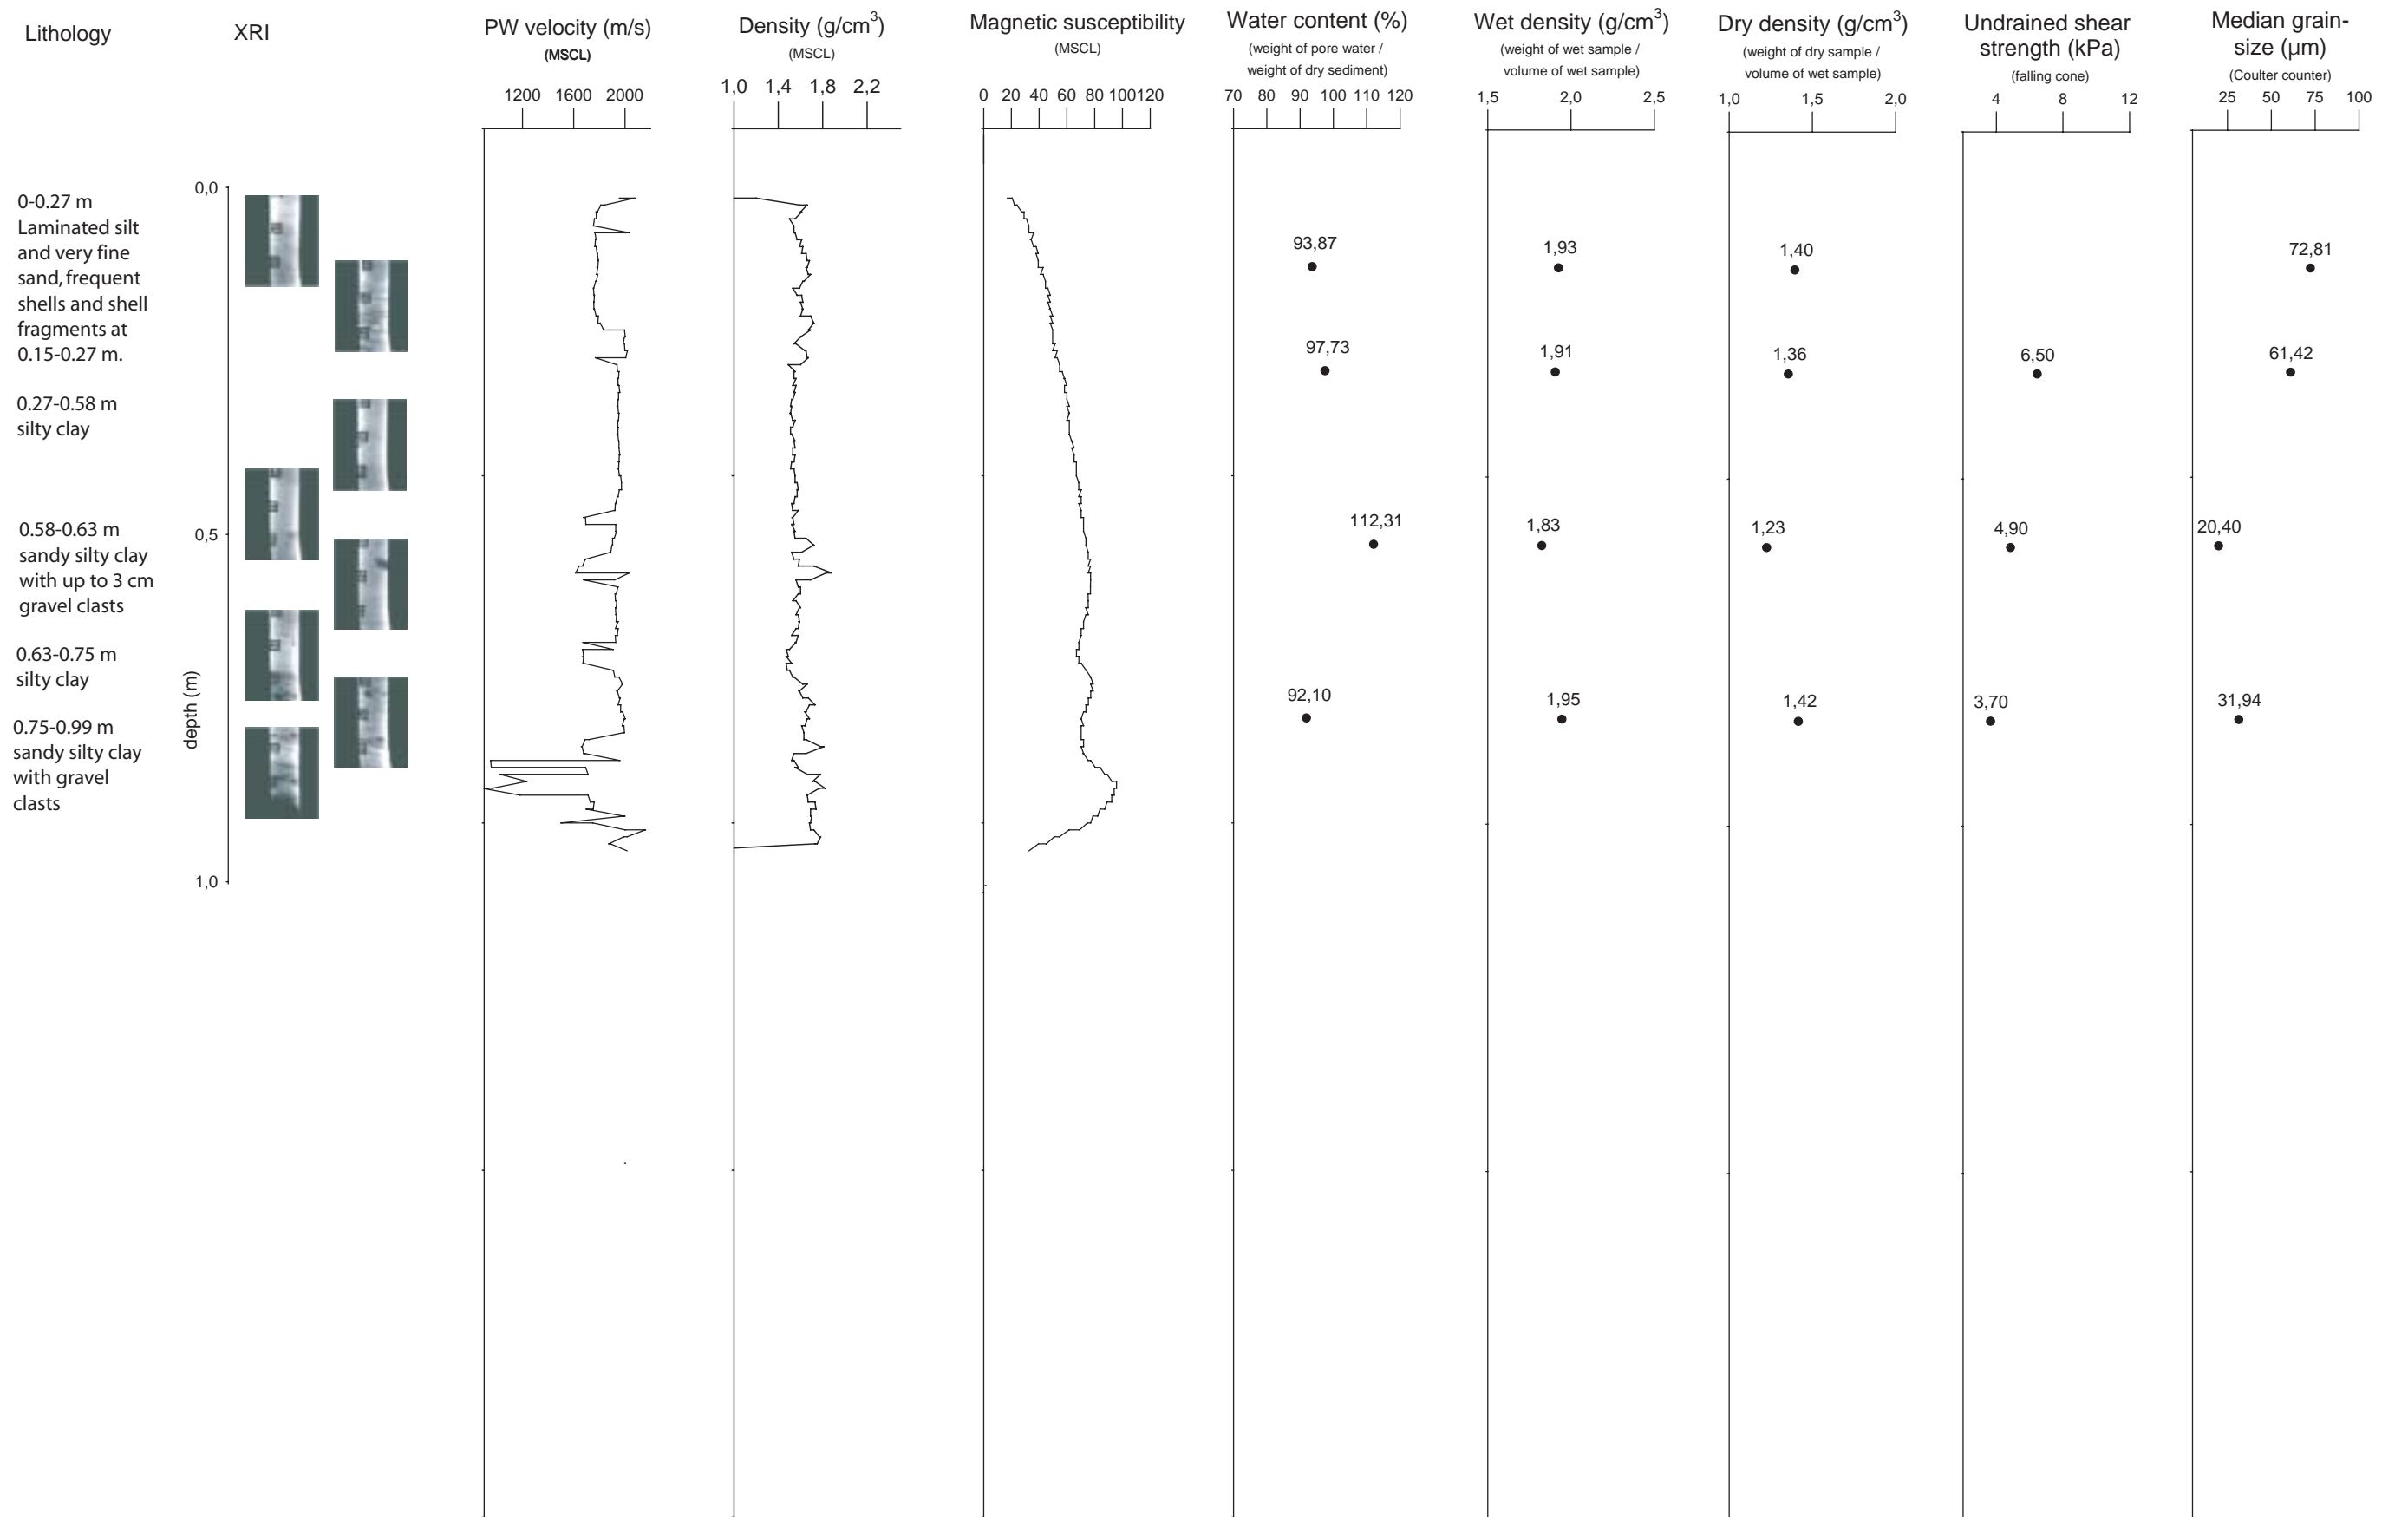 Lithology
XRI
PW velocity (m/s)
(MSCL)
1200 1600 2000
Density (g/cm3)
(MSCL)
1,0 1,4 1,8 2,2
Magnetic susceptibility
(MSCL)
0 20 40 60 80 100120
Water content (%)
(weight of pore water /
weight of dry sediment)
70 80 90 100 110 120
Wet density (g/cm3)
(weight of wet sample /
volume of wet sample)
1,5 2,0 2,5
Dry density (g/cm3)
(weight of dry sample /
volume of wet sample)
1,0 1,5 2,0
Undrained shear
strength (kPa)
(falling cone)
4 8 12
Median grain-
size (µm)
(Coulter counter)
25 50 75 100
0-0.27 m
Laminated silt
and very fine
sand, frequent
shells and shell
fragments at
0.15-0.27 m.
0.27-0.58 m
silty clay
0.58-0.63 m
sandy silty clay
with up to 3 cm
gravel clasts
0.63-0.75 m
silty clay
0.75-0.99 m
sandy silty clay
with gravel
clasts
depth (m)
0,0
0,5
1,0
93,87
1,93
1,40
72,81
97,73
1,91
1,36
6,50
61,42
112,31
1,83
1,23
4,90
20,40
92,10
1,95
1,42
3,70
31,94